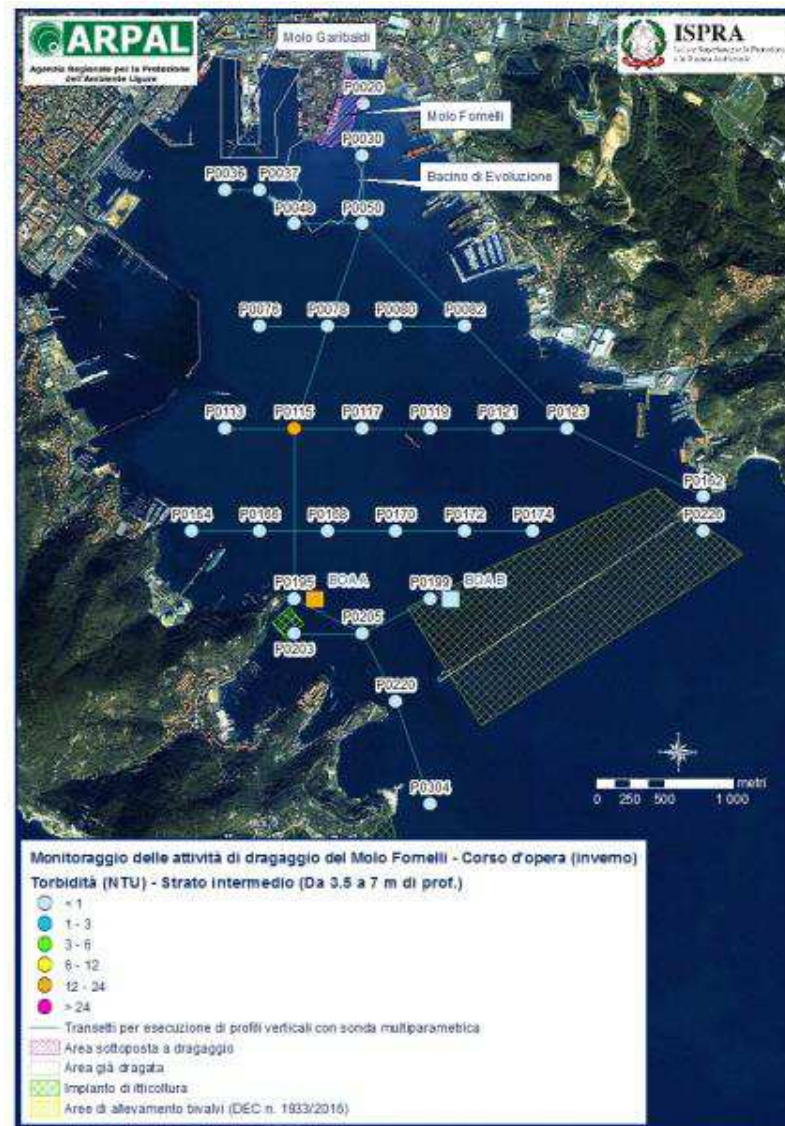 ARPAL
Agenzia Regionale per la Protezione
dell'Ambiente Ligure
ISPRA
Molo Garibaldi
P0020
Molo Fornelli
P0030
Bacino di Evoluzione
P0036
P0037
P0048
P0050
P0076
P0078
P0080
P0082
P0113
P0115
P0117
P0119
P0121
P0123
P0162
P0164
P0166
P0168
P0170
P0172
P0174
P0226
P0195
BOAA
P0199
BOAB
P0203
P0205
P0220
P0304
metri
0 250 500 1 000
Monitoraggio delle attività di dragaggio del Molo Fornelli - Corso d'opera (inverno)
Torbidità (NTU) - Strato intermedio (Da 3.5 a 7 m di prof.)
< 1
1 - 3
3 - 6
6 - 12
12 - 24
> 24
Transetti per esecuzione di profili verticali con sonda multiparametrica
Area sottoposta a dragaggio
Area già dragata
Impianto di itticoltura
Aree di allevamento bivalvi (DEC n. 1933/2016)